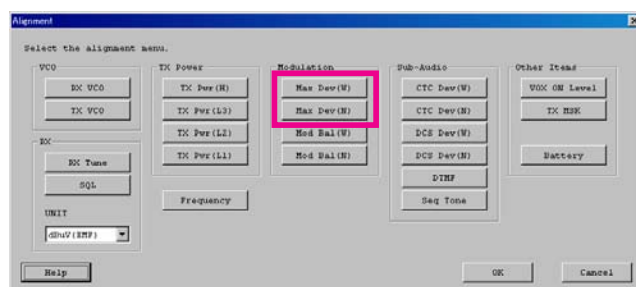 Alignment
Select the alignment menu.
VCO
RX VCO
TX VCO
RX
RX Tune
SQL
UNIT
dBuV(EMF)
TX Power
TX Pwr(H)
TX Pwr(L3)
TX Pwr(L2)
TX Pwr(L1)
Frequency
Modulation
Max Dev(W)
Max Dev(N)
Mod Bal(W)
Mod Bal(N)
Sub-Audio
CTC Dev(W)
CTC Dev(N)
DCS Dev(W)
DCS Dev(N)
DTMF
Seq Tone
Other Items
VOX ON Level
TX MSK
Battery
Help
OK
Cancel